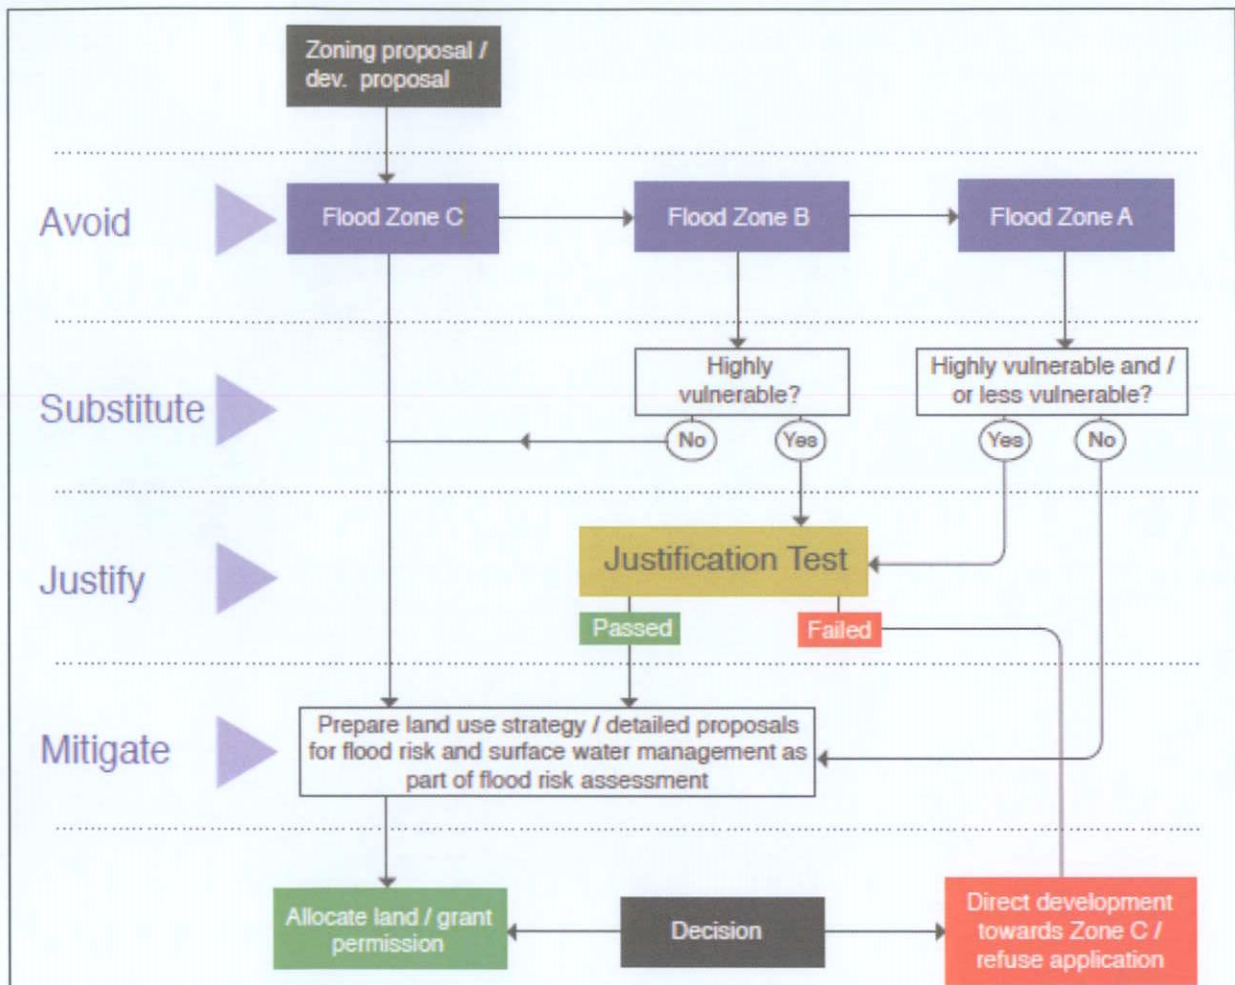 Zoning proposal /
dev. proposal
Avoid
Flood Zone C
Flood Zone B
Flood Zone A
Substitute
Highly
vulnerable?
Highly vulnerable and /
or less vulnerable?
No
Yes
Yes
No
Justify
Justification Test
Passed
Failed
Mitigate
Prepare land use strategy / detailed proposals
for flood risk and surface water management as
part of flood risk assessment
Allocate land / grant
permission
Decision
Direct development
towards Zone C /
refuse application